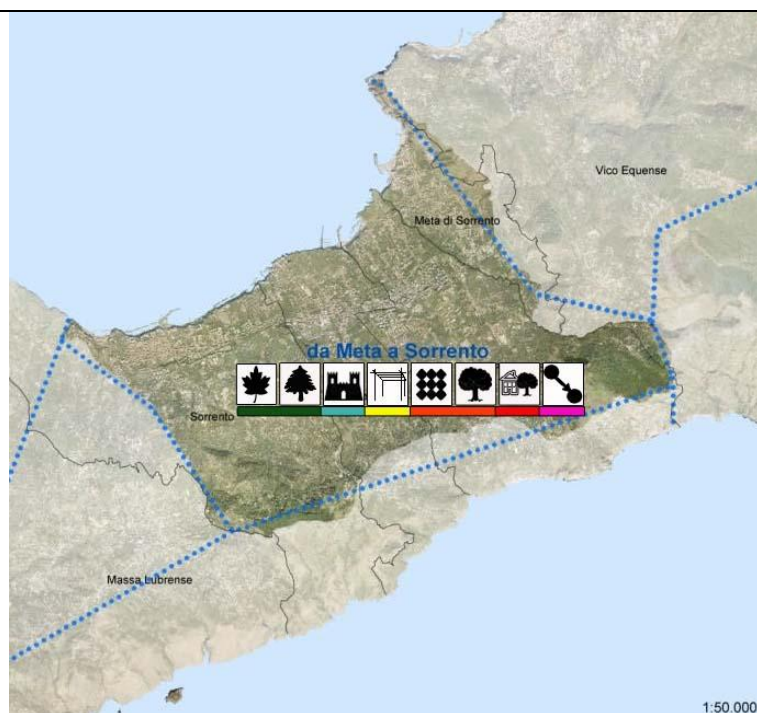 Vico Equense
Meta di Sorrento
da Meta a Sorrento
Sorrento
Massa Lubrense
1:50.000